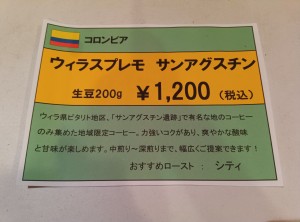 コロンビア
ウィラスプレモ サンアグスチン
生豆200g ￥1,200 (税込)
ウィラ県ピタリト地区、「サンアグスチン遺跡」で有名な地のコーヒー
のみ集めた地域限定コーヒー。力強いコクがあり、爽やかな酸味
と甘味が楽しめます。中煎り～深煎りまで、幅広くご提案できます！
おすすめロースト : シティ